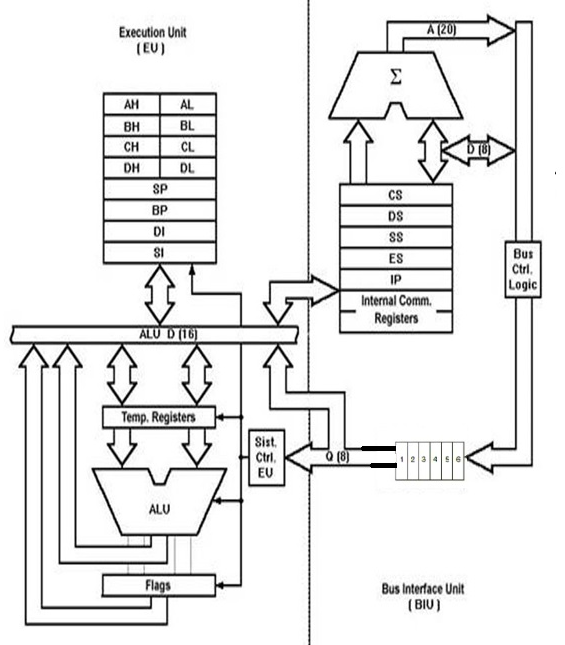 Execution Unit
( EU )
AH
AL
BH
BL
CH
CL
DH
DL
SP
BP
DI
SI
ALU D (16)
Temp. Registers
ALU
Flags
Sist.
Ctrl.
EU
Q (8)
A (20)
Σ
D (8)
CS
DS
SS
ES
IP
Internal Comm.
Registers
Bus
Ctrl.
Logic
1 2 3 4 5 6
Bus Interface Unit
( BIU )